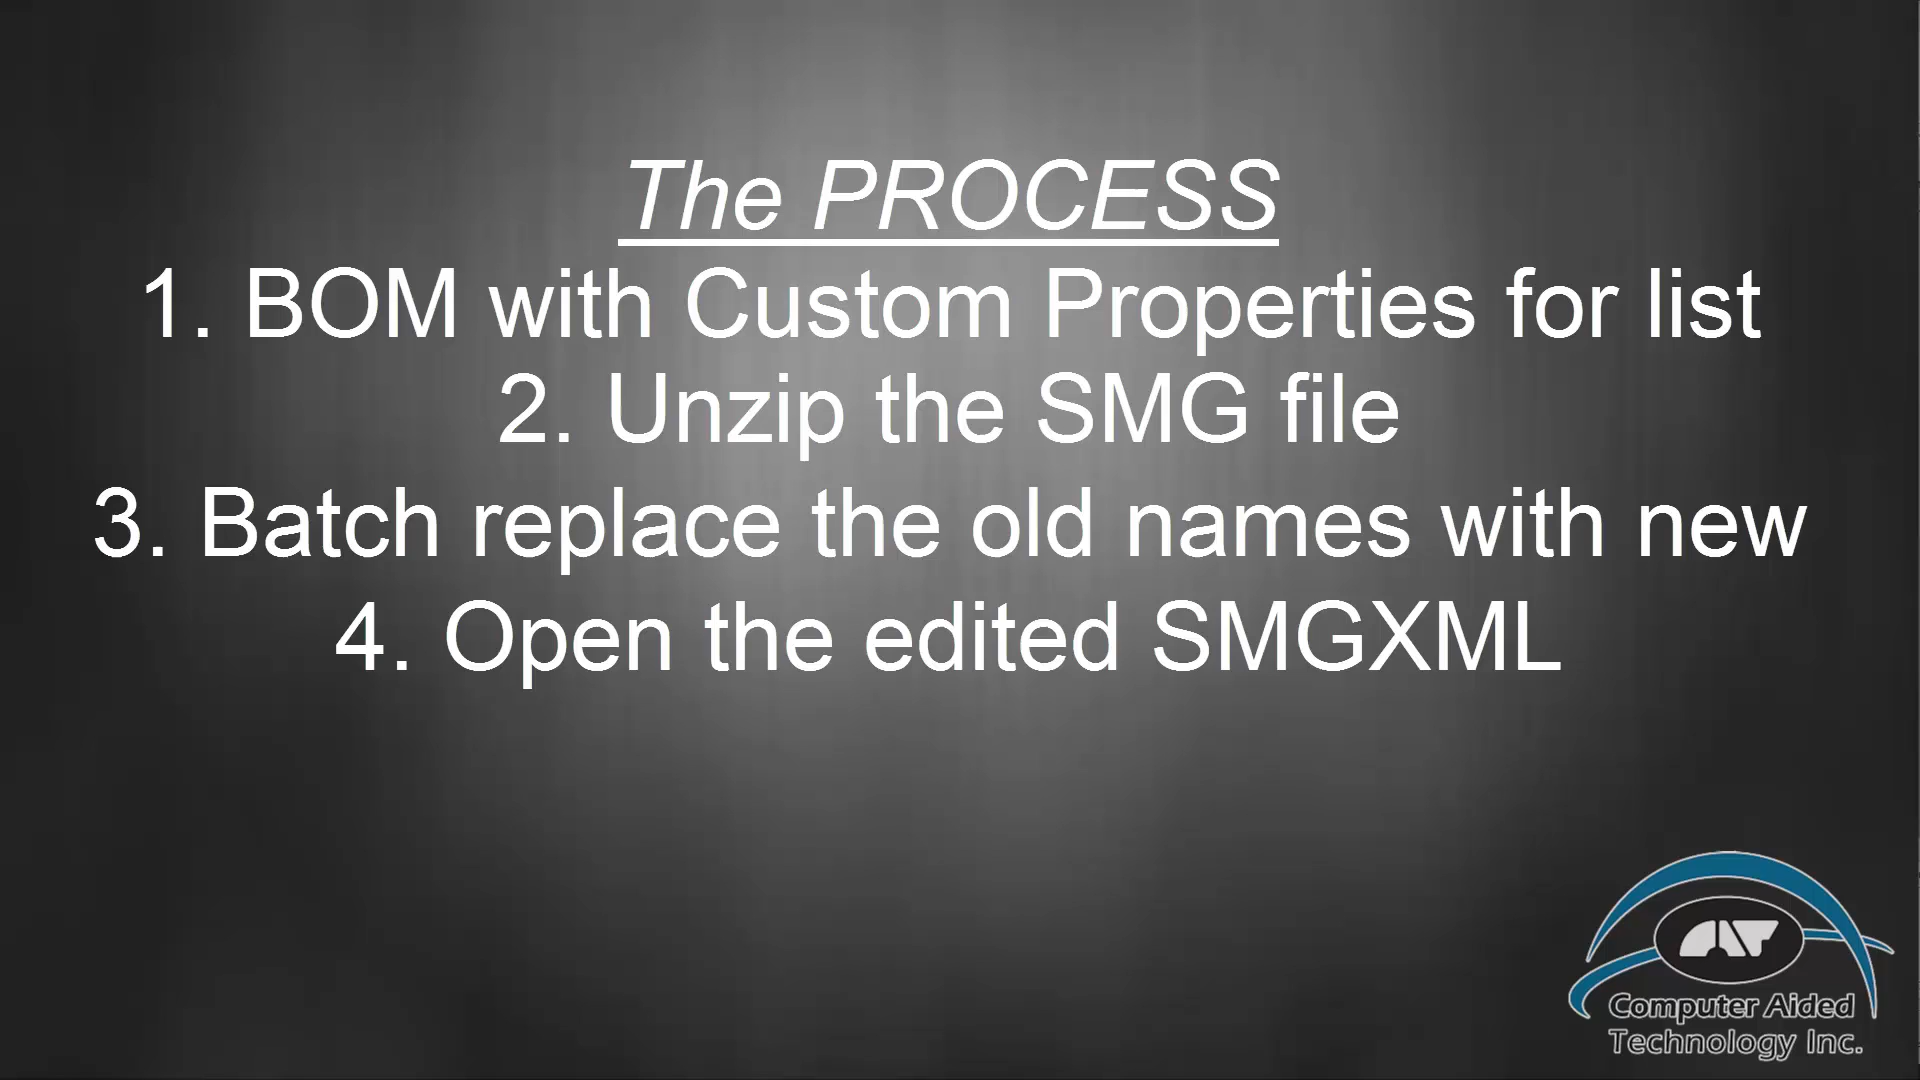 The PROCESS
1. BOM with Custom Properties for list
2. Unzip the SMG file
3. Batch replace the old names with new
4. Open the edited SMGXML
Computer Aided
Technology Inc.